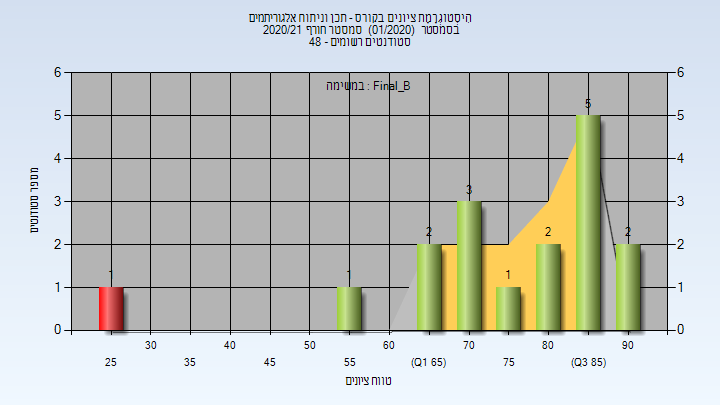 היסטוגרמת ציונים בקורס - תכן וניתוח אלגוריתמים
בסמסטר (01/2020) סמסטר חורף 2020/21
סטודנטים רשומים - 48
במשימה : Final_B
6 6
5 5
4 4
3 3
2 2
1 1
0 0
מספר סטודנטים
1 1 2 3 1 2 5 2
30 40 50 60 70 80 90
25 35 45 55 (Q1 65) 75 (Q3 85)
טווח ציונים